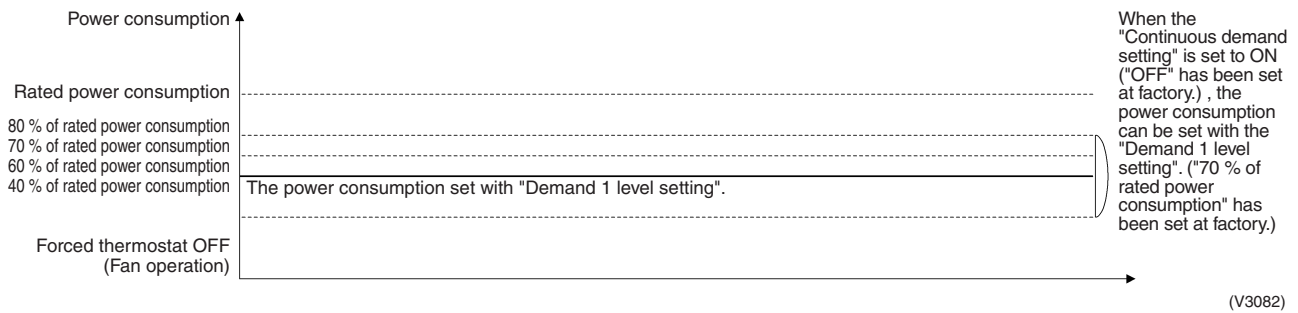 Power consumption
Rated power consumption
80 % of rated power consumption
70 % of rated power consumption
60 % of rated power consumption
40 % of rated power consumption
The power consumption set with "Demand 1 level setting".
Forced thermostat OFF
(Fan operation)
When the
"Continuous demand
setting" is set to ON
("OFF" has been set
at factory.) , the
power consumption
can be set with the
"Demand 1 level
setting". ("70 % of
rated power
consumption" has
been set at factory.)
(V3082)